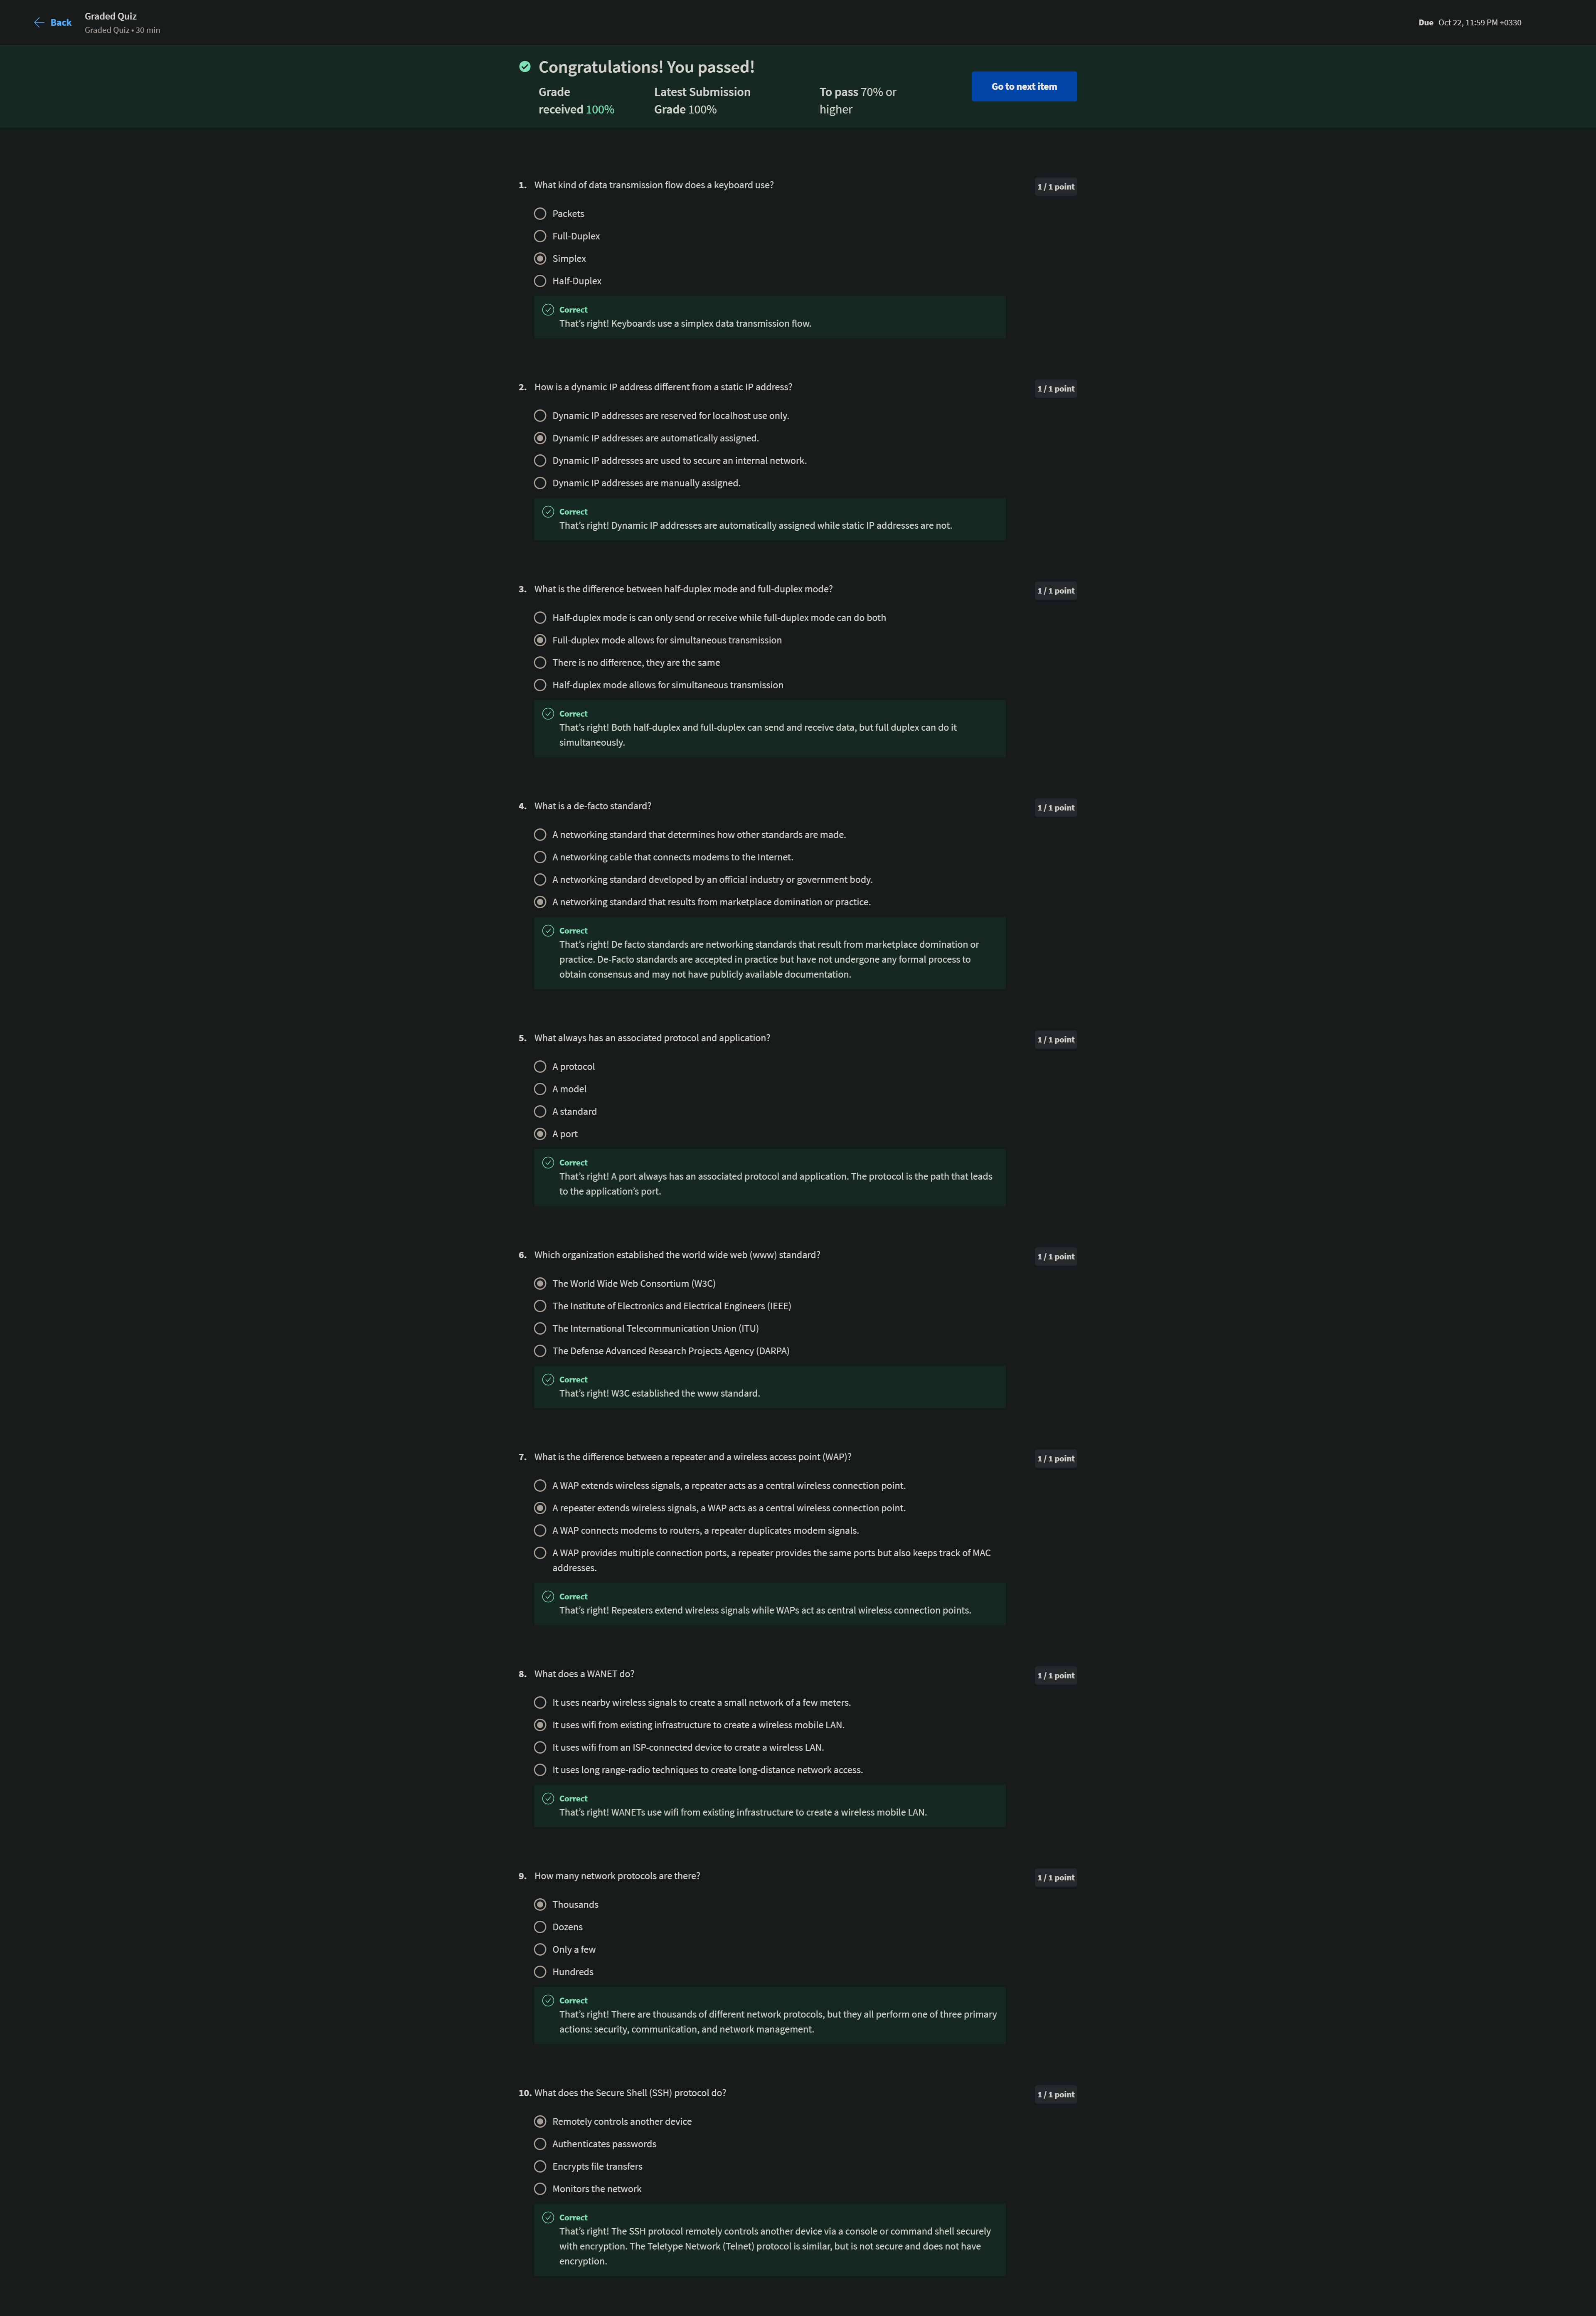 Back
Graded Quiz
Graded Quiz • 30 min
Due Oct 22, 11:59 PM +0330
Congratulations! You passed!
Grade
received 100%
Latest Submission
Grade 100%
To pass 70% or
higher
Go to next item
1. What kind of data transmission flow does a keyboard use?
1 / 1 point
Packets
Full-Duplex
Simplex
Half-Duplex
Correct
That's right! Keyboards use a simplex data transmission flow.
2. How is a dynamic IP address different from a static IP address?
1 / 1 point
Dynamic IP addresses are reserved for localhost use only.
Dynamic IP addresses are automatically assigned.
Dynamic IP addresses are used to secure an internal network.
Dynamic IP addresses are manually assigned.
Correct
That's right! Dynamic IP addresses are automatically assigned while static IP addresses are not.
3. What is the difference between half-duplex mode and full-duplex mode?
1 / 1 point
Half-duplex mode is can only send or receive while full-duplex mode can do both
Full-duplex mode allows for simultaneous transmission
There is no difference, they are the same
Half-duplex mode allows for simultaneous transmission
Correct
That's right! Both half-duplex and full-duplex can send and receive data, but full duplex can do it
simultaneously.
4. What is a de-facto standard?
1 / 1 point
A networking standard that determines how other standards are made.
A networking cable that connects modems to the Internet.
A networking standard developed by an official industry or government body.
A networking standard that results from marketplace domination or practice.
Correct
That's right! De facto standards are networking standards that result from marketplace domination or
practice. De-Facto standards are accepted in practice but have not undergone any formal process to
obtain consensus and may not have publicly available documentation.
5. What always has an associated protocol and application?
1 / 1 point
A protocol
A model
A standard
A port
Correct
That's right! A port always has an associated protocol and application. The protocol is the path that leads
to the application's port.
6. Which organization established the world wide web (www) standard?
1 / 1 point
The World Wide Web Consortium (W3C)
The Institute of Electronics and Electrical Engineers (IEEE)
The International Telecommunication Union (ITU)
The Defense Advanced Research Projects Agency (DARPA)
Correct
That's right! W3C established the www standard.
7. What is the difference between a repeater and a wireless access point (WAP)?
1 / 1 point
A WAP extends wireless signals, a repeater acts as a central wireless connection point.
A repeater extends wireless signals, a WAP acts as a central wireless connection point.
A WAP connects modems to routers, a repeater duplicates modem signals.
A WAP provides multiple connection ports, a repeater provides the same ports but also keeps track of MAC
addresses.
Correct
That's right! Repeaters extend wireless signals while WAPs act as central wireless connection points.
8. What does a WANET do?
1 / 1 point
It uses nearby wireless signals to create a small network of a few meters.
It uses wifi from existing infrastructure to create a wireless mobile LAN.
It uses wifi from an ISP-connected device to create a wireless LAN.
It uses long range-radio techniques to create long-distance network access.
Correct
That's right! WANETs use wifi from existing infrastructure to create a wireless mobile LAN.
9. How many network protocols are there?
1 / 1 point
Thousands
Dozens
Only a few
Hundreds
Correct
That's right! There are thousands of different network protocols, but they all perform one of three primary
actions: security, communication, and network management.
10. What does the Secure Shell (SSH) protocol do?
1 / 1 point
Remotely controls another device
Authenticates passwords
Encrypts file transfers
Monitors the network
Correct
That's right! The SSH protocol remotely controls another device via a console or command shell securely
with encryption. The Teletype Network (Telnet) protocol is similar, but is not secure and does not have
encryption.